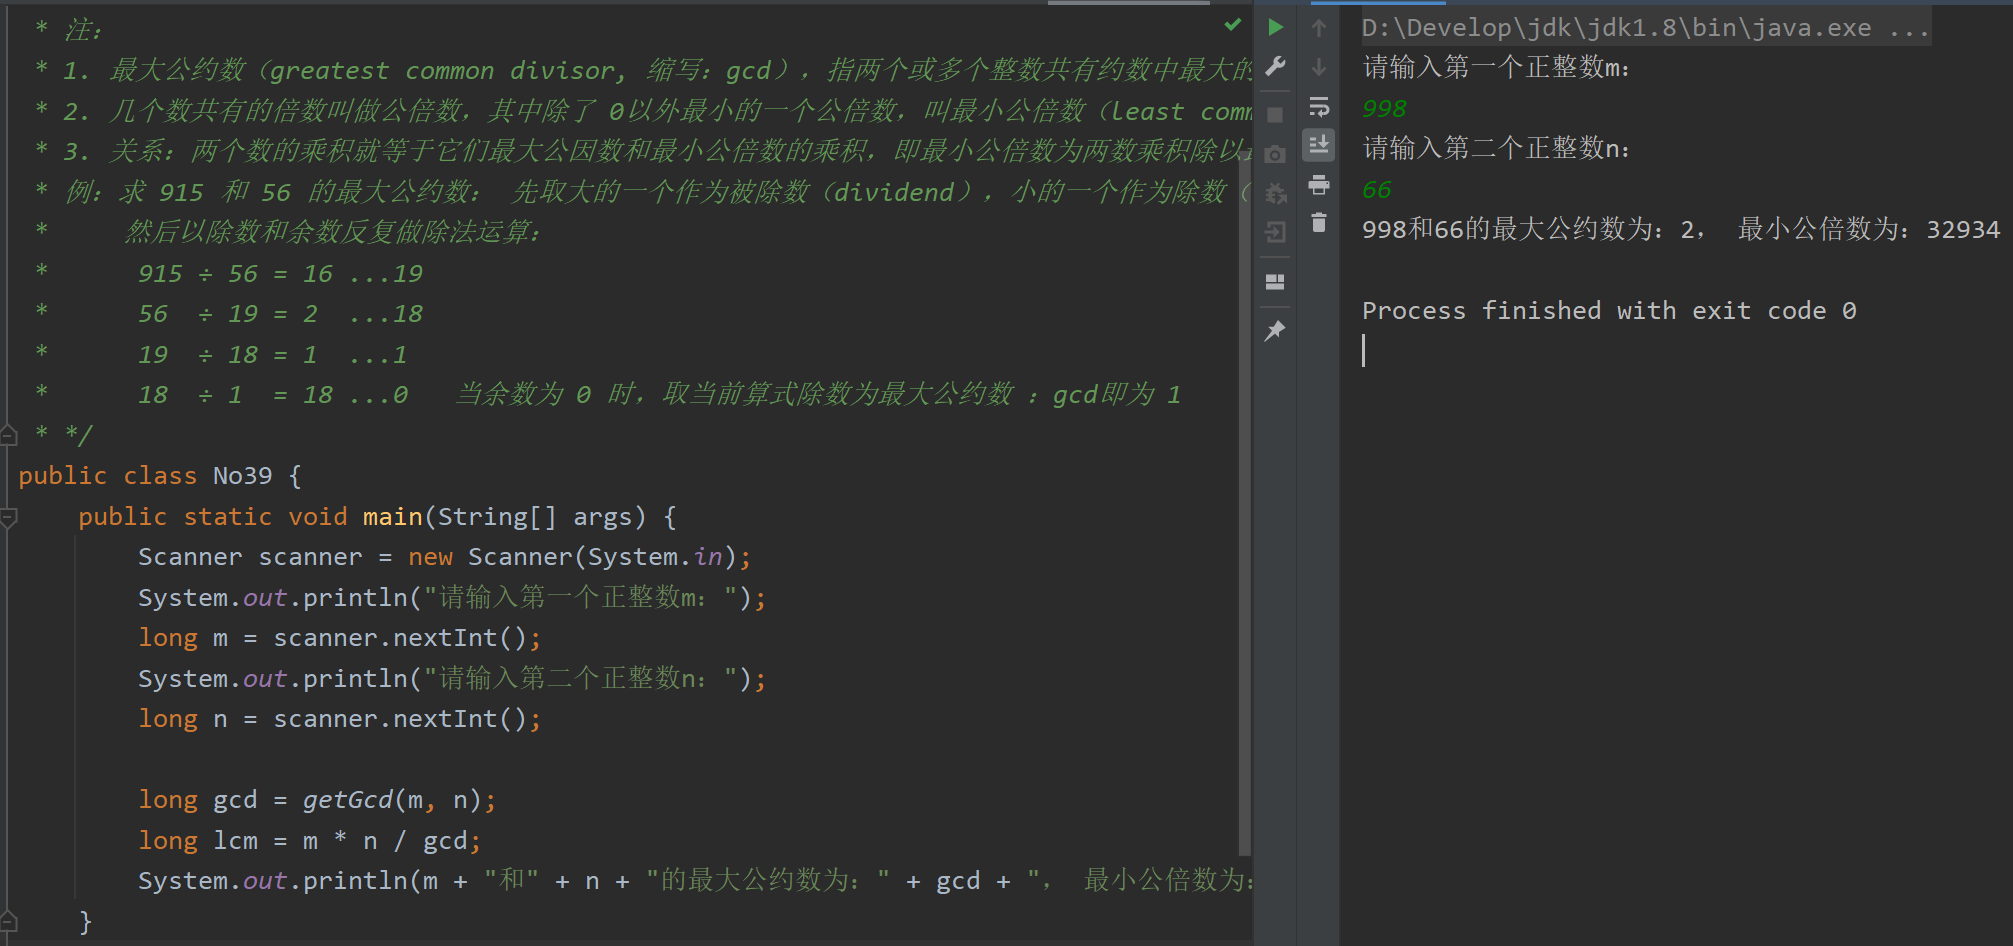 * 注：
* 1. 最大公约数（greatest common divisor, 缩写：gcd），指两个或多个整数共有约数中最大的
* 2. 几个数共有的倍数叫做公倍数，其中除了 0以外最小的一个公倍数，叫最小公倍数（least com
* 3. 关系：两个数的乘积就等于它们最大公因数和最小公倍数的乘积，即最小公倍数为两数乘积除以
* 例：求 915 和 56 的最大公约数： 先取大的一个作为被除数（dividend），小的一个作为除数（
*     然后以除数和余数反复做除法运算：
*      915 ÷ 56 = 16 ...19
*      56  ÷ 19 = 2  ...18
*      19  ÷ 18 = 1  ...1
*      18  ÷ 1  = 18 ...0   当余数为 0 时，取当前算式除数为最大公约数 ：gcd即为 1
* */
public class No39 {
    public static void main(String[] args) {
        Scanner scanner = new Scanner(System.in);
        System.out.println("请输入第一个正整数m：");
        long m = scanner.nextInt();
        System.out.println("请输入第二个正整数n：");
        long n = scanner.nextInt();
        long gcd = getGcd(m, n);
        long lcm = m * n / gcd;
        System.out.println(m + "和" + n + "的最大公约数为：" + gcd + "， 最小公倍数为：
    }
D:\Develop\jdk\jdk1.8\bin\java.exe ...
请输入第一个正整数m：
998
请输入第二个正整数n：
66
998和66的最大公约数为：2， 最小公倍数为：32934
Process finished with exit code 0